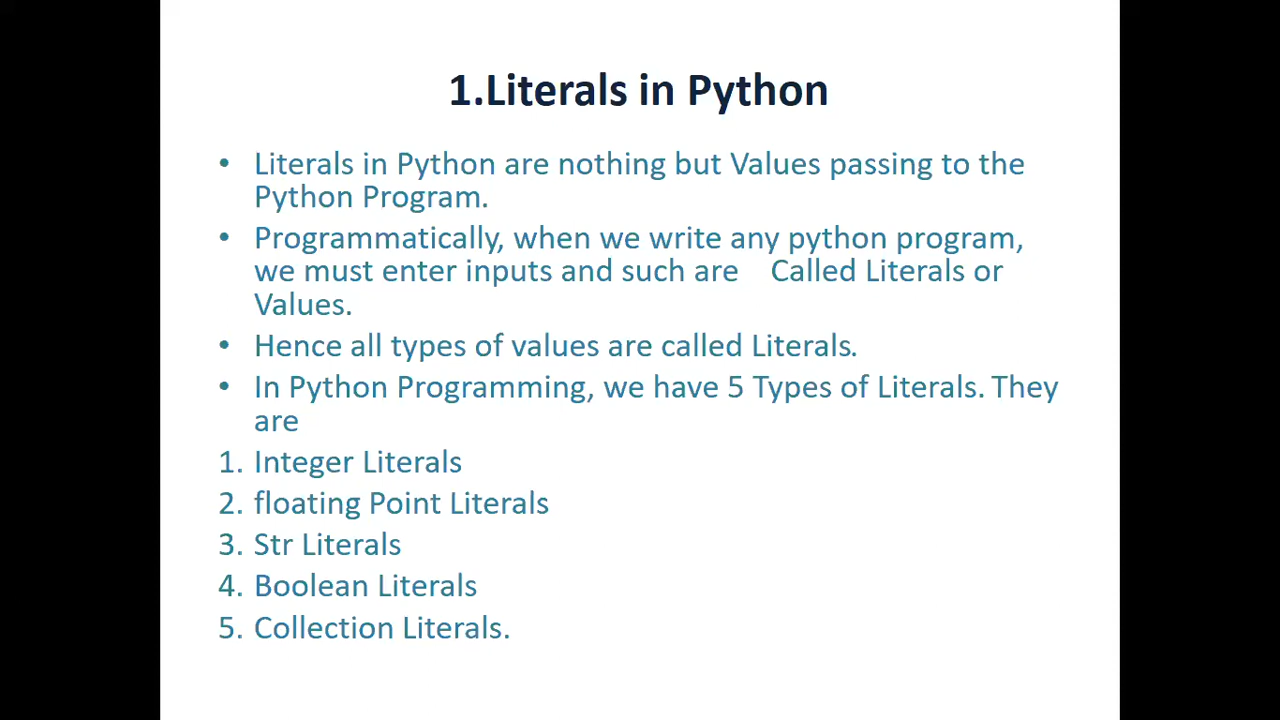 1.Literals in Python
• Literals in Python are nothing but Values passing to the
Python Program.
• Programmatically, when we write any python program,
we must enter inputs and such are    Called Literals or
Values.
• Hence all types of values are called Literals.
• In Python Programming, we have 5 Types of Literals. They
are
1. Integer Literals
2. floating Point Literals
3. Str Literals
4. Boolean Literals
5. Collection Literals.